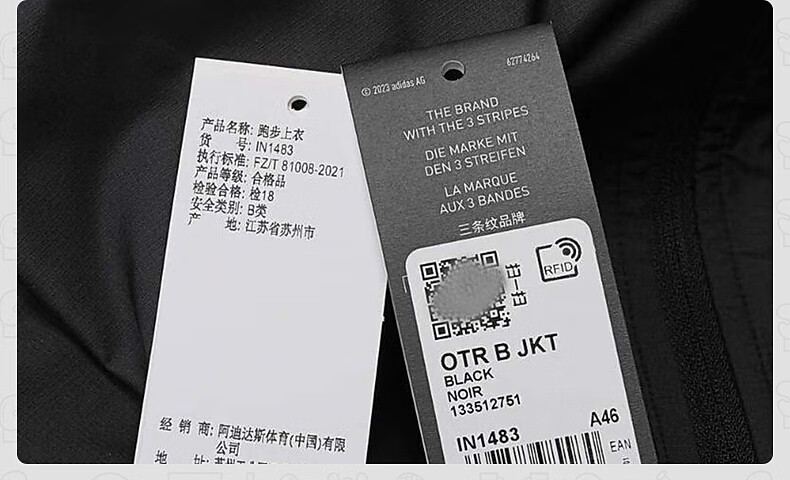 产品名称: 跑步上衣
货 号: IN1483
执行标准: FZ/T 81008-2021
产品等级: 合格品
检验合格: 检18
安全类别: B类
产 地: 江苏省苏州市
经 销 商: 阿迪达斯体育(中国)有限
公司
地 址:
© 2023 adidas AG
62774264
THE BRAND
WITH THE 3 STRIPES
DIE MARKE MIT
DEN 3 STREIFEN
LA MARQUE
AUX 3 BANDES
三条纹品牌
RFID
OTR B JKT
BLACK
NOIR
133512751
IN1483
A46
EAN